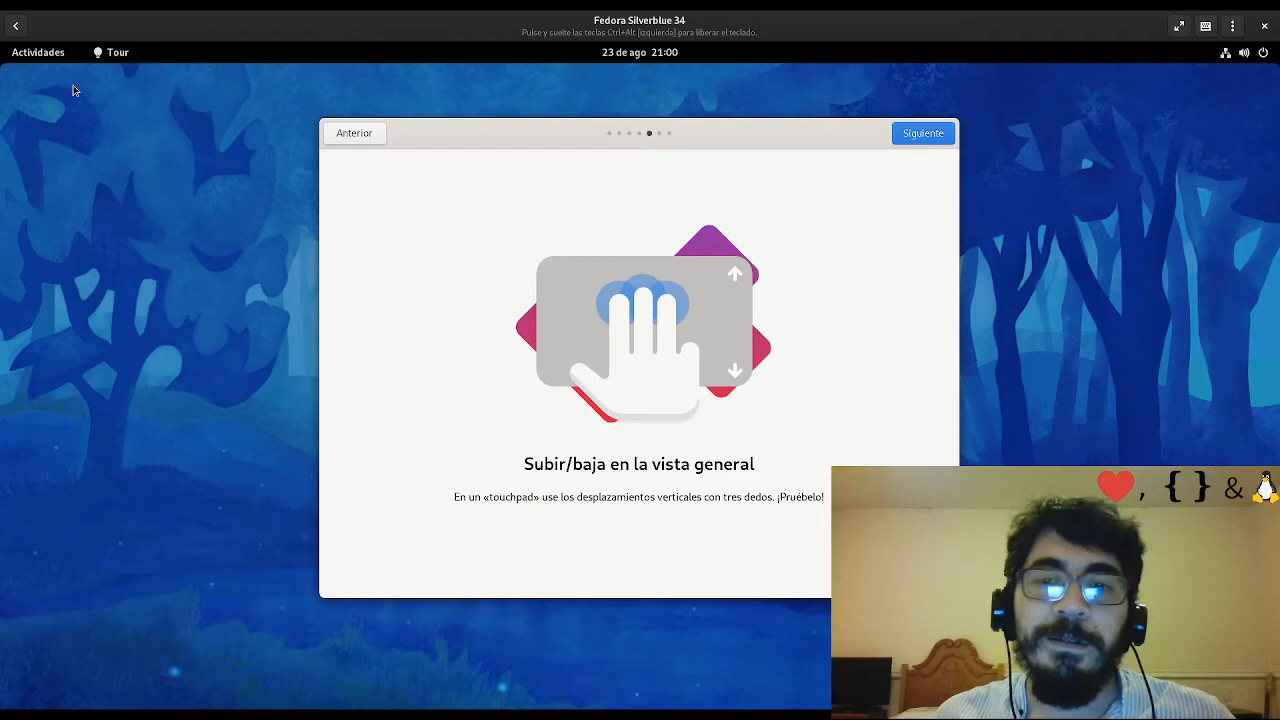 Fedora Silverblue 34
Pulse y suelte las teclas Ctrl+Alt [izquierda] para liberar el teclado.
Actividades
Tour
23 de ago 21:00
Anterior
Siguiente
Subir/baja en la vista general
En un «touchpad» use los desplazamientos verticales con tres dedos. ¡Pruébelo!
, { } &